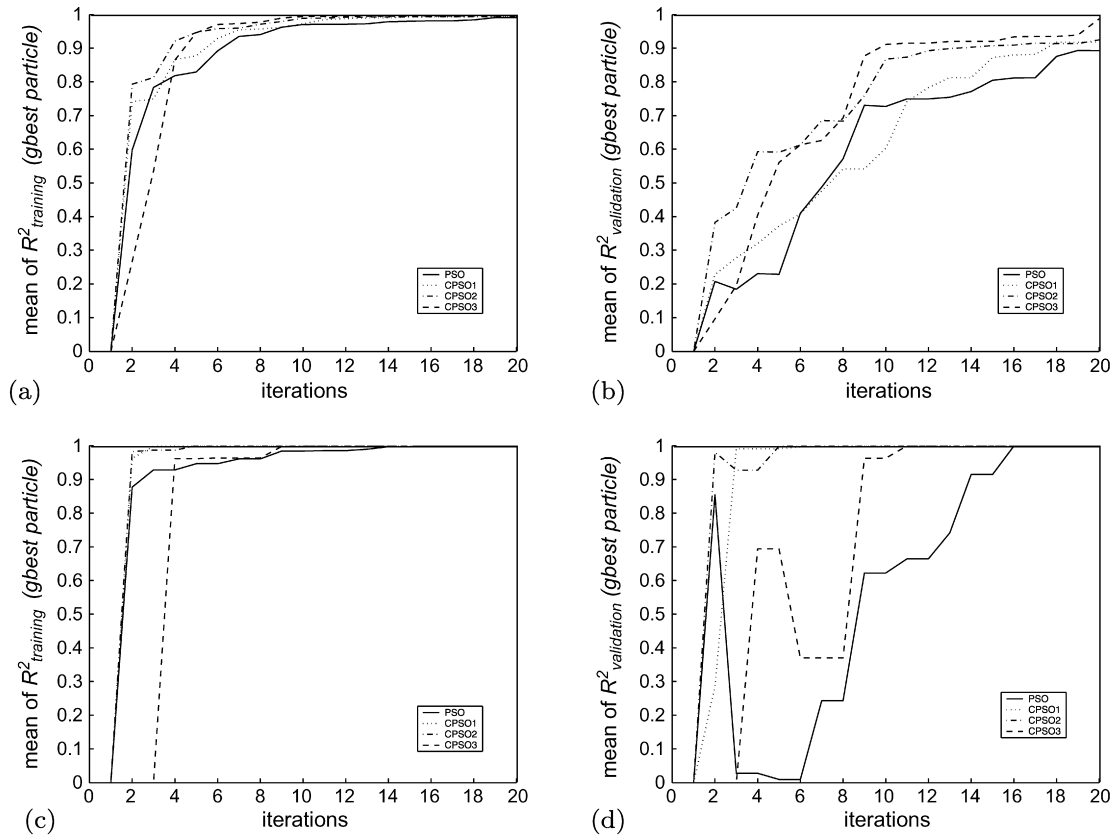 mean of R²training (gbest particle)
1
0.9
0.8
0.7
0.6
0.5
0.4
0.3
0.2
0.1
0
PSO
CPSO1
CPSO2
CPSO3
0 2 4 6 8 10 12 14 16 18 20
iterations
(a)
mean of R²validation (gbest particle)
1
0.9
0.8
0.7
0.6
0.5
0.4
0.3
0.2
0.1
0
PSO
CPSO1
CPSO2
CPSO3
0 2 4 6 8 10 12 14 16 18 20
iterations
(b)
mean of R²training (gbest particle)
1
0.9
0.8
0.7
0.6
0.5
0.4
0.3
0.2
0.1
0
PSO
CPSO1
CPSO2
CPSO3
0 2 4 6 8 10 12 14 16 18 20
iterations
(c)
mean of R²validation (gbest particle)
1
0.9
0.8
0.7
0.6
0.5
0.4
0.3
0.2
0.1
0
PSO
CPSO1
CPSO2
CPSO3
0 2 4 6 8 10 12 14 16 18 20
iterations
(d)